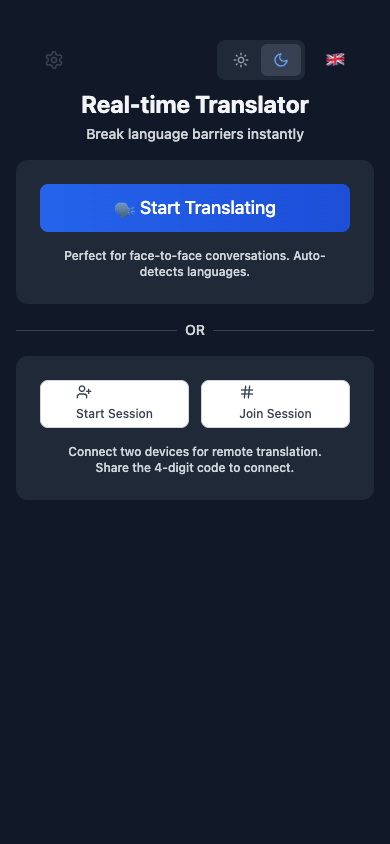 Real-time Translator
Break language barriers instantly
Start Translating
Perfect for face-to-face conversations. Auto-
detects languages.
OR
Start Session
Join Session
Connect two devices for remote translation.
Share the 4-digit code to connect.